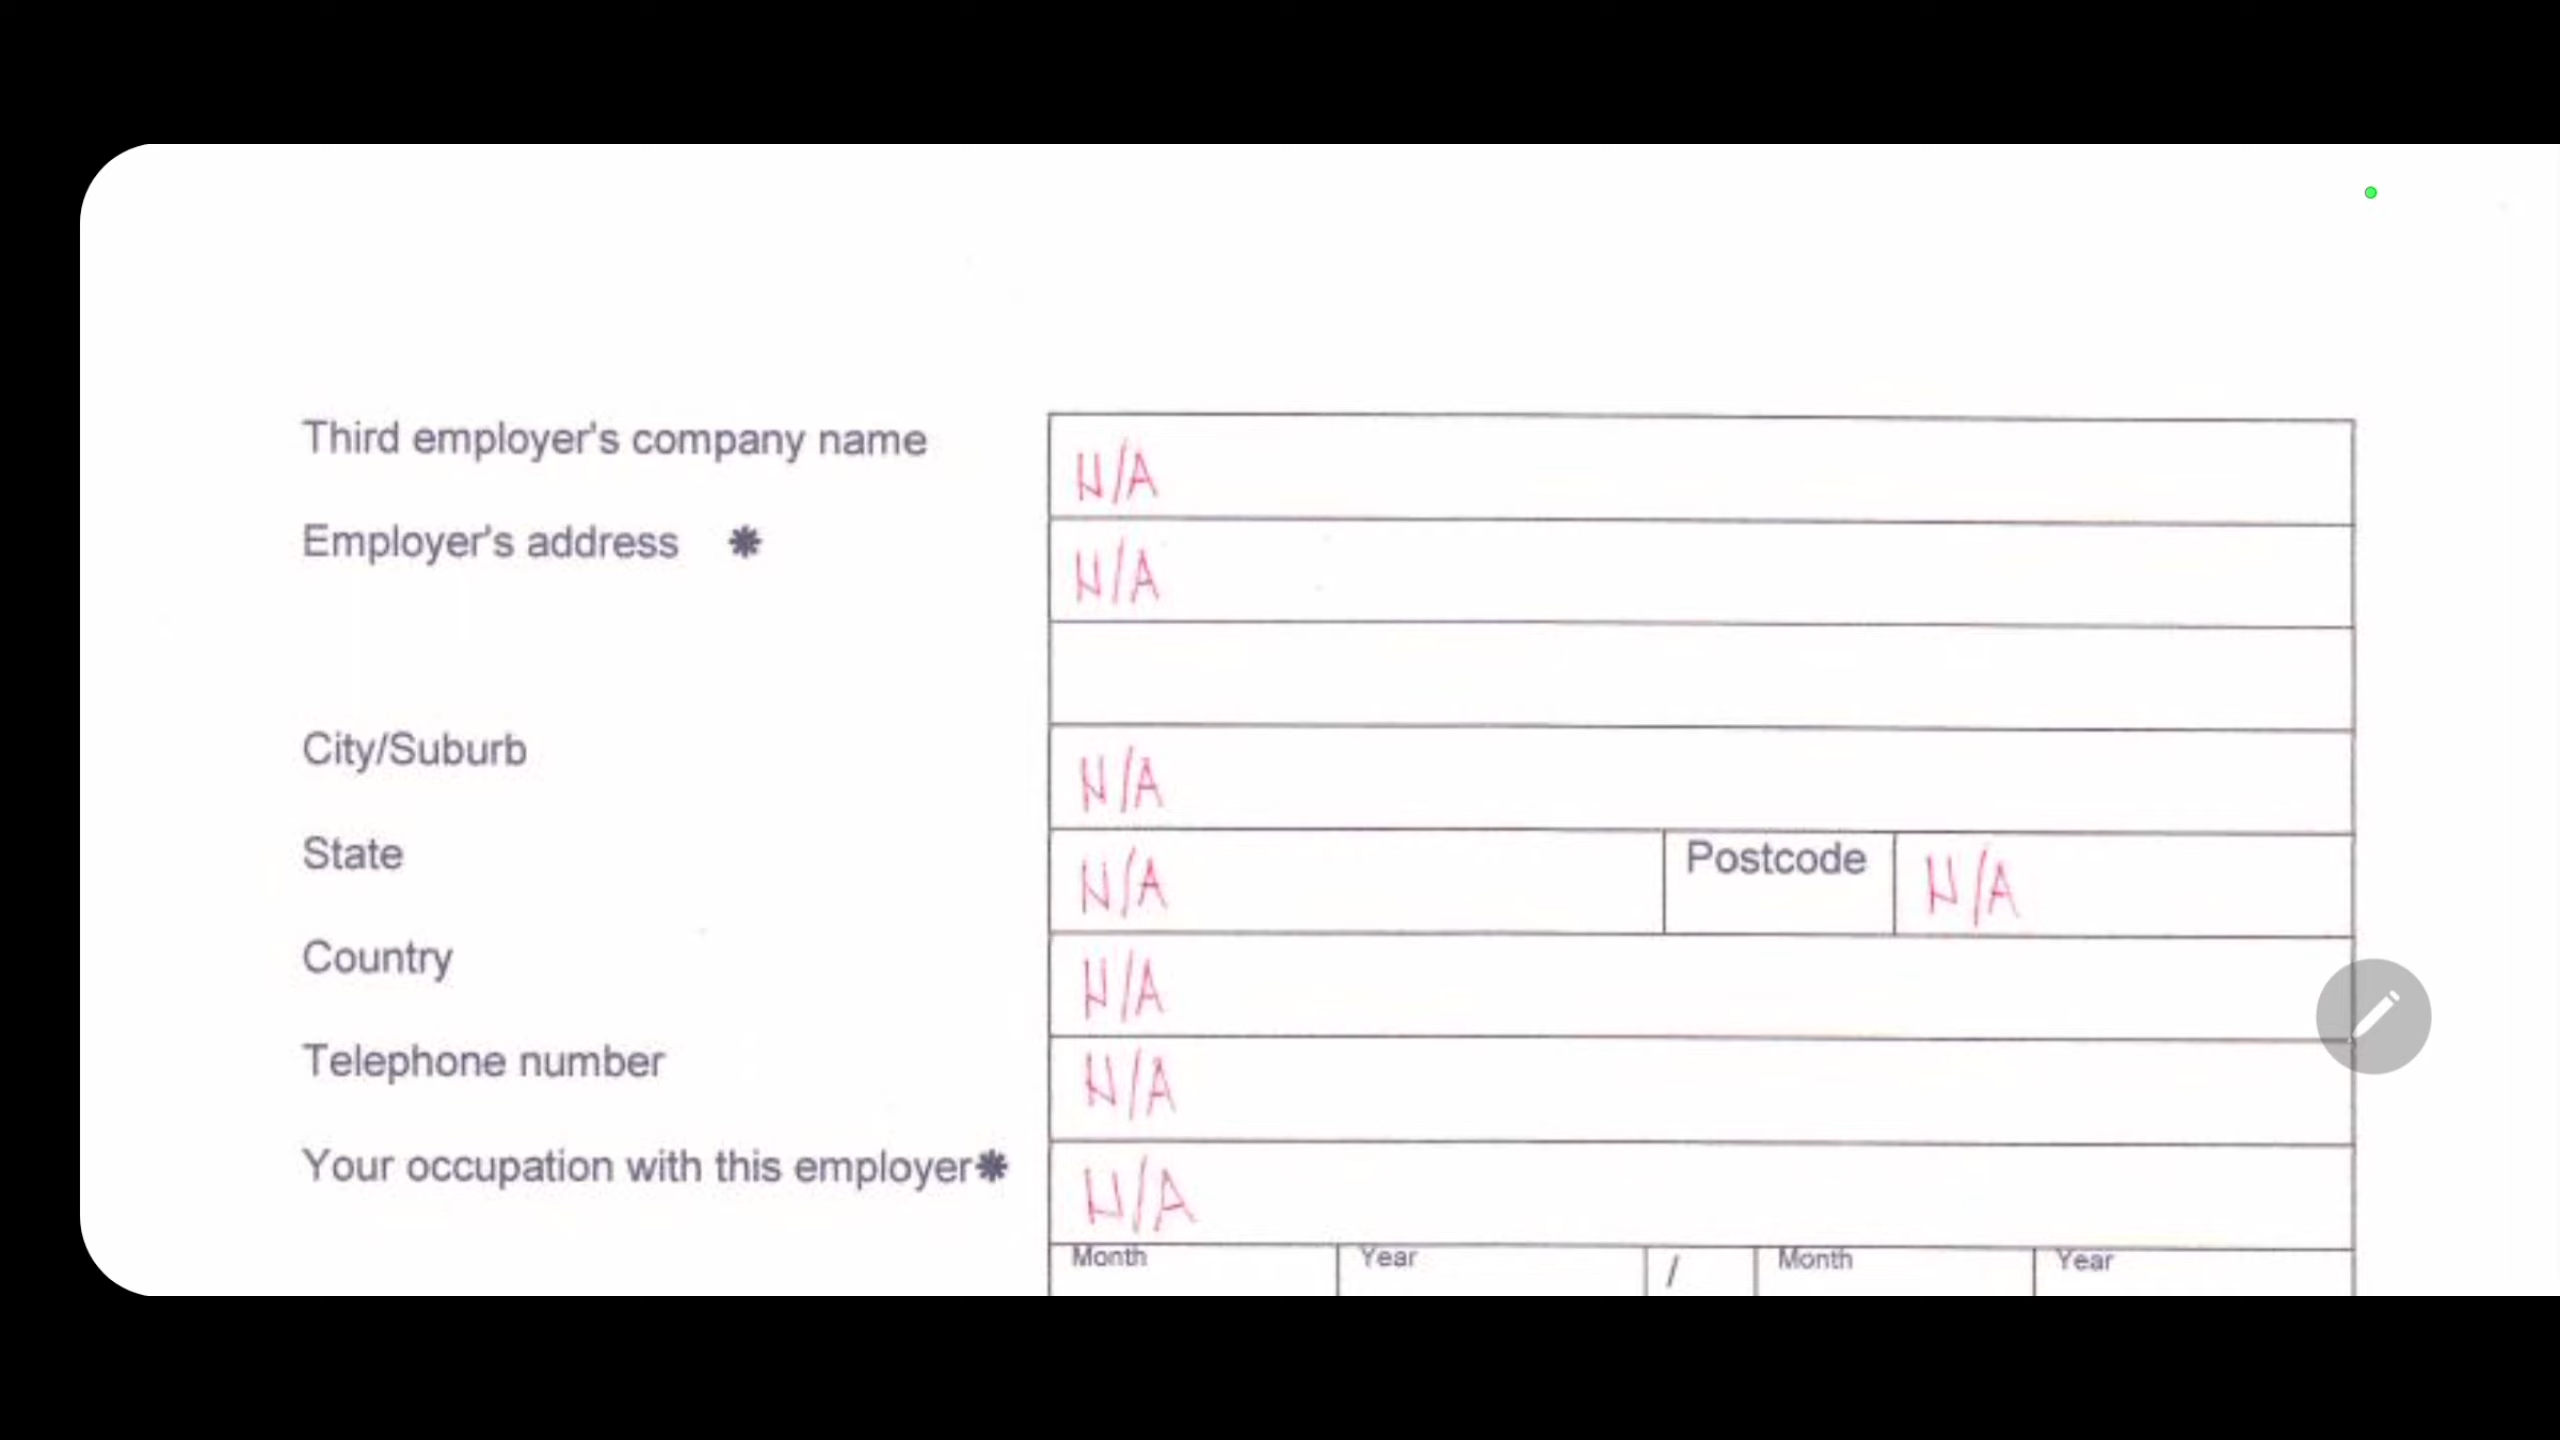 Third employer's company name N/A
Employer's address * N/A
City/Suburb N/A
State N/A Postcode N/A
Country N/A
Telephone number N/A
Your occupation with this employer* N/A
Month Year / Month Year